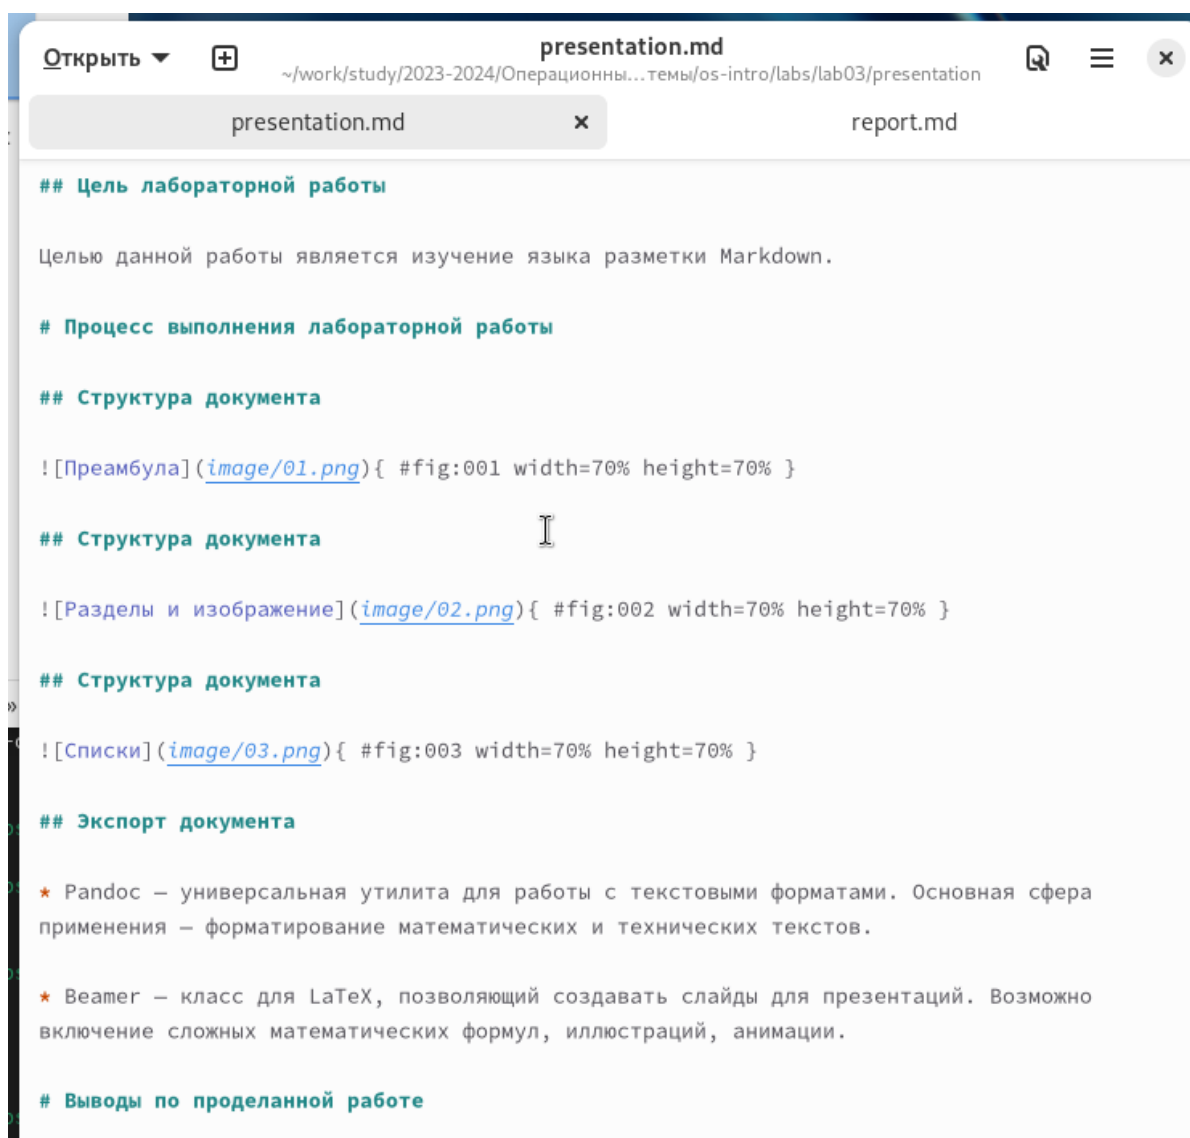 Открыть
presentation.md
~/work/study/2023-2024/Операционны...темы/os-intro/labs/lab03/presentation
presentation.md
report.md
## Цель лабораторной работы
Целью данной работы является изучение языка разметки Markdown.
# Процесс выполнения лабораторной работы
## Структура документа
![Преамбула](image/01.png){ #fig:001 width=70% height=70% }
## Структура документа
![Разделы и изображение](image/02.png){ #fig:002 width=70% height=70% }
## Структура документа
![Списки](image/03.png){ #fig:003 width=70% height=70% }
## Экспорт документа
* Pandoc — универсальная утилита для работы с текстовыми форматами. Основная сфера
применения — форматирование математических и технических текстов.
* Beamer — класс для LaTeX, позволяющий создавать слайды для презентаций. Возможно
включение сложных математических формул, иллюстраций, анимации.
# Выводы по проделанной работе